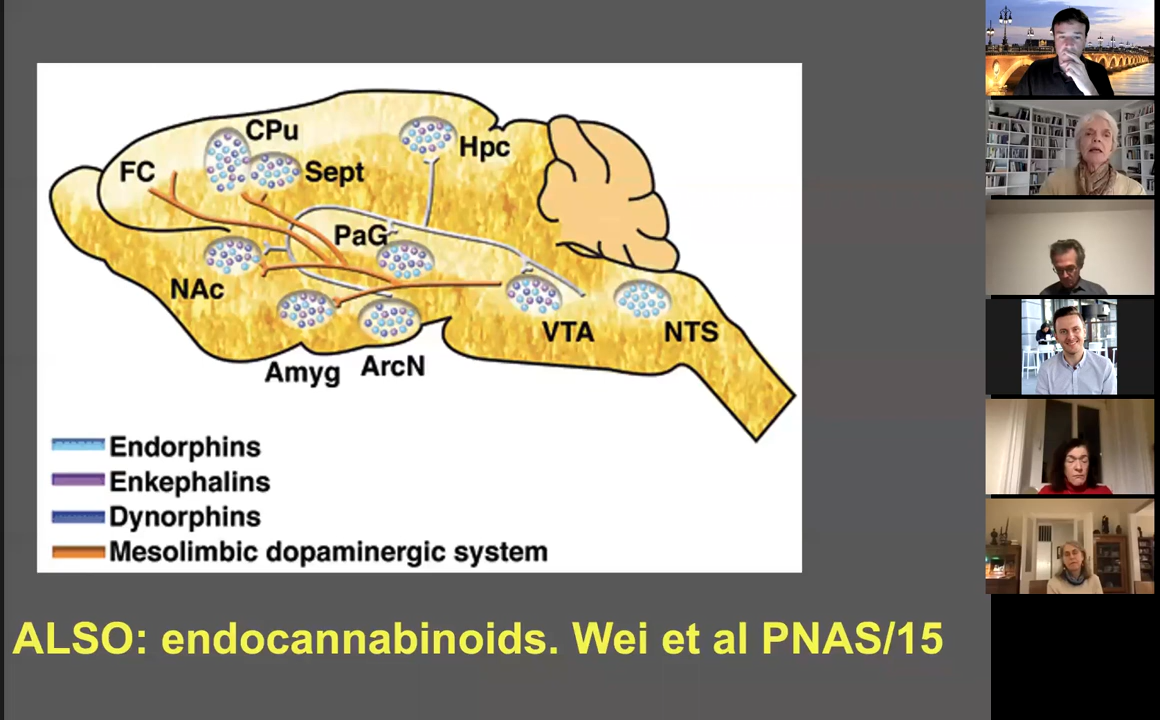 CPu
Hpc
FC
Sept
PaG
NAc
VTA
NTS
Amyg
ArcN
Endorphins
Enkephalins
Dynorphins
Mesolimbic dopaminergic system
ALSO: endocannabinoids. Wei et al PNAS/15